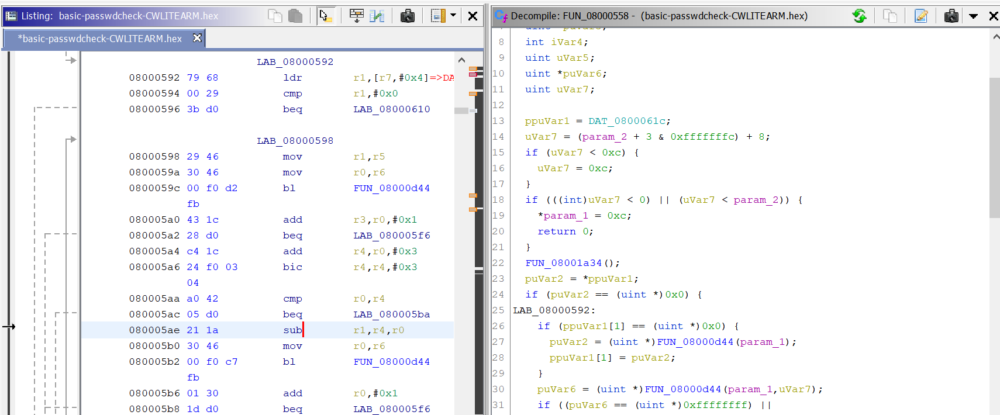 Listing: basic-passwdcheck-CWLITEARM.hex
*basic-passwdcheck-CWLITEARM.hex
LAB_08000592
08000592 79 68 ldr r1,[r7,#0x4]=>DA
08000594 00 29 cmp r1,#0x0
08000596 3b d0 beq LAB_08000610
LAB_08000598
08000598 29 46 mov r1,r5
0800059a 30 46 mov r0,r6
0800059c 00 f0 d2 bl FUN_08000d44
fb
080005a0 43 1c add r3,r0,#0x1
080005a2 28 d0 beq LAB_080005f6
080005a4 c4 1c add r4,r0,#0x3
080005a6 24 f0 03 bic r4,r4,#0x3
04
080005aa a0 42 cmp r0,r4
080005ac 05 d0 beq LAB_080005ba
080005ae 21 1a sub r1,r4,r0
080005b0 30 46 mov r0,r6
080005b2 00 f0 c7 bl FUN_08000d44
fb
080005b6 01 30 add r0,#0x1
080005b8 1d d0 beq LAB_080005f6
Decompile: FUN_08000558 - (basic-passwdcheck-CWLITEARM.hex)
8 int iVar4;
9 uint uVar5;
10 uint *puVar6;
11 uint uVar7;
12
13 ppuVar1 = DAT_0800061c;
14 uVar7 = (param_2 + 3 & 0xfffffffc) + 8;
15 if (uVar7 < 0xc) {
16 uVar7 = 0xc;
17 }
18 if (((int)uVar7 < 0) || (uVar7 < param_2)) {
19 *param_1 = 0xc;
20 return 0;
21 }
22 FUN_08001a34();
23 puVar2 = *ppuVar1;
24 if (puVar2 == (uint *)0x0) {
25 LAB_08000592:
26 if (ppuVar1[1] == (uint *)0x0) {
27 puVar2 = (uint *)FUN_08000d44(param_1);
28 ppuVar1[1] = puVar2;
29 }
30 puVar6 = (uint *)FUN_08000d44(param_1,uVar7);
31 if ((puVar6 == (uint *)0xffffffff) ||